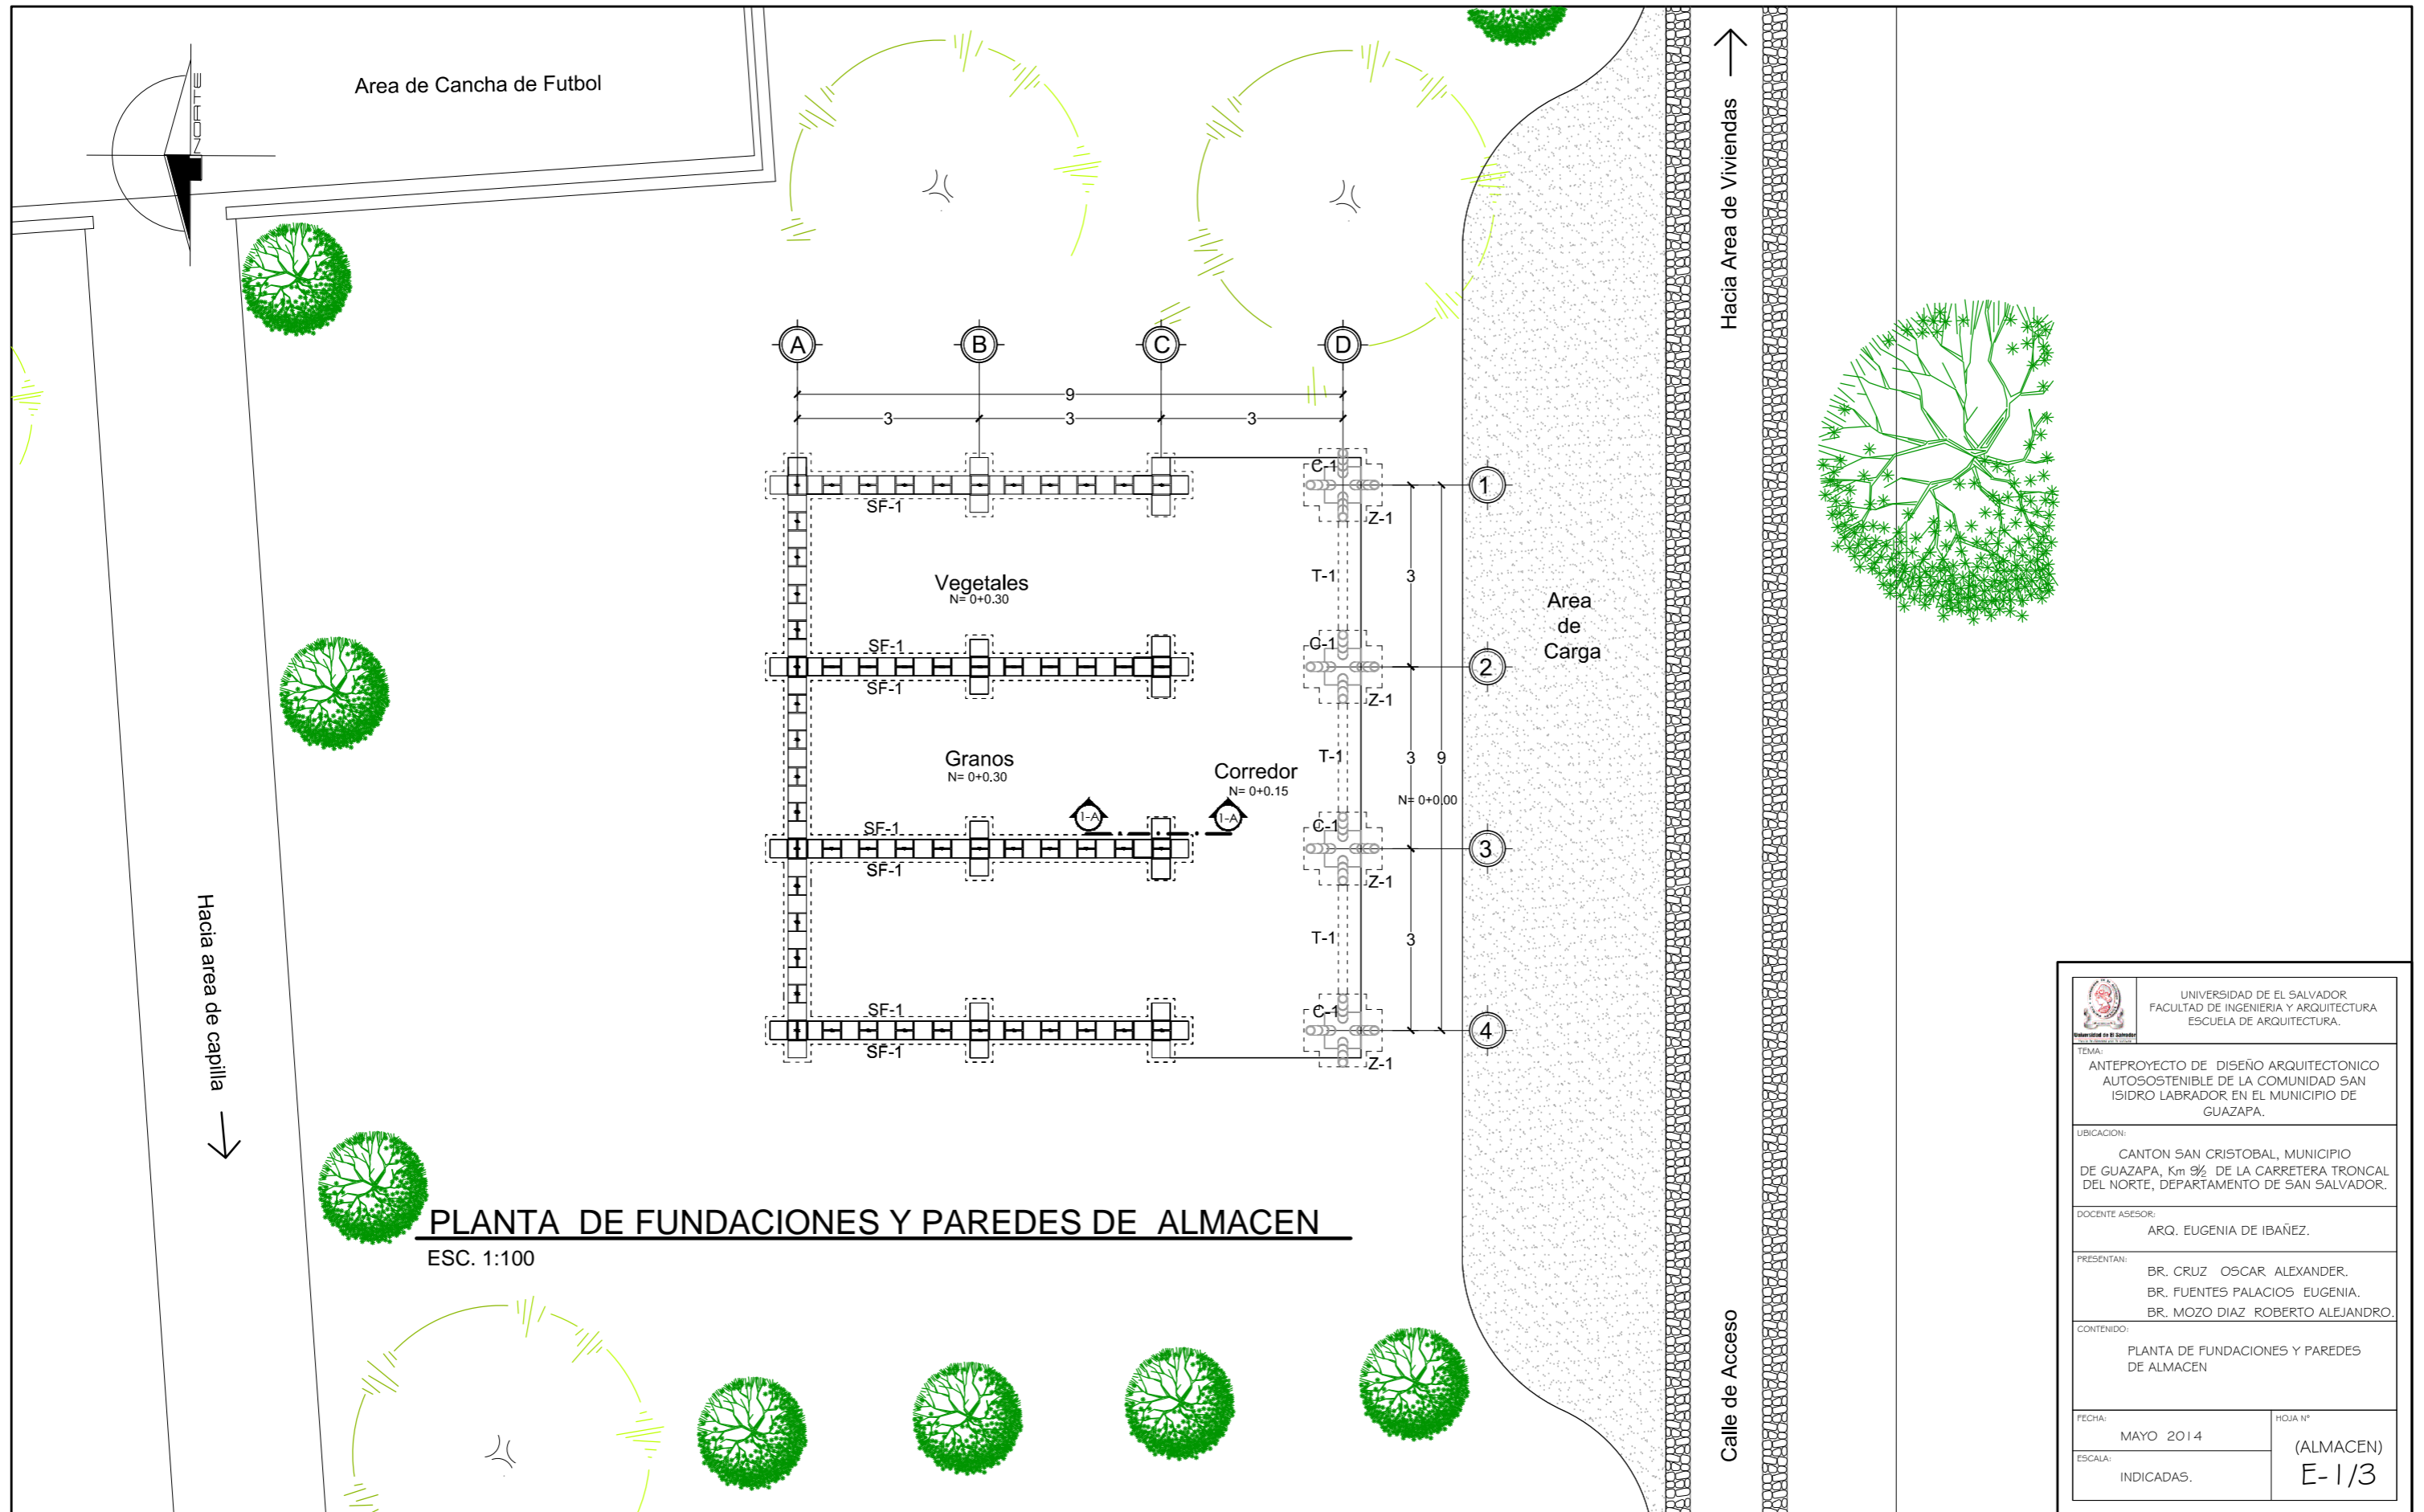 NORTE
Area de Cancha de Futbol
Hacia Area de Viviendas
A
B
C
D
9
3
3
3
C-1
1
SF-1
Z-1
Vegetales
N= 0+0.30
T-1
3
Area
de
Carga
SF-1
C-1
2
SF-1
Z-1
Granos
N= 0+0.30
T-1
3
9
Corredor
N= 0+0.15
N= 0+0.00
1-A
1-A
SF-1
C-1
3
SF-1
Z-1
T-1
3
Hacia area de capilla
SF-1
C-1
4
SF-1
Z-1
PLANTA DE FUNDACIONES Y PAREDES DE ALMACEN
ESC. 1:100
Calle de Acceso
UNIVERSIDAD DE EL SALVADOR
FACULTAD DE INGENIERIA Y ARQUITECTURA
ESCUELA DE ARQUITECTURA.
Universidad de El Salvador
TEMA:
ANTEPROYECTO DE DISEÑO ARQUITECTONICO
AUTOSOSTENIBLE DE LA COMUNIDAD SAN
ISIDRO LABRADOR EN EL MUNICIPIO DE
GUAZAPA.
UBICACION:
CANTON SAN CRISTOBAL, MUNICIPIO
DE GUAZAPA, Km 9½ DE LA CARRETERA TRONCAL
DEL NORTE, DEPARTAMENTO DE SAN SALVADOR.
DOCENTE ASESOR:
ARQ. EUGENIA DE IBAÑEZ.
PRESENTAN:
BR. CRUZ OSCAR ALEXANDER.
BR. FUENTES PALACIOS EUGENIA.
BR. MOZO DIAZ ROBERTO ALEJANDRO.
CONTENIDO:
PLANTA DE FUNDACIONES Y PAREDES
DE ALMACEN
FECHA:
MAYO 2014
HOJA Nº
(ALMACEN)
E-1/3
ESCALA:
INDICADAS.